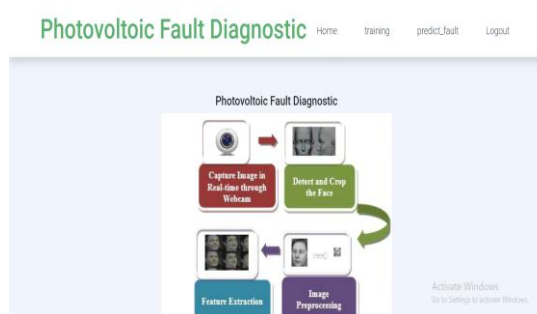 Photovoltoic Fault Diagnostic
Home training predict_fault Logout
Photovoltoic Fault Diagnostic
Capture Image in
Real-time through
Webcam
Detect and Crop
the Face
Feature Extraction
Image
Preprocessing
Activate Windows
Go to Settings to activate Windows.